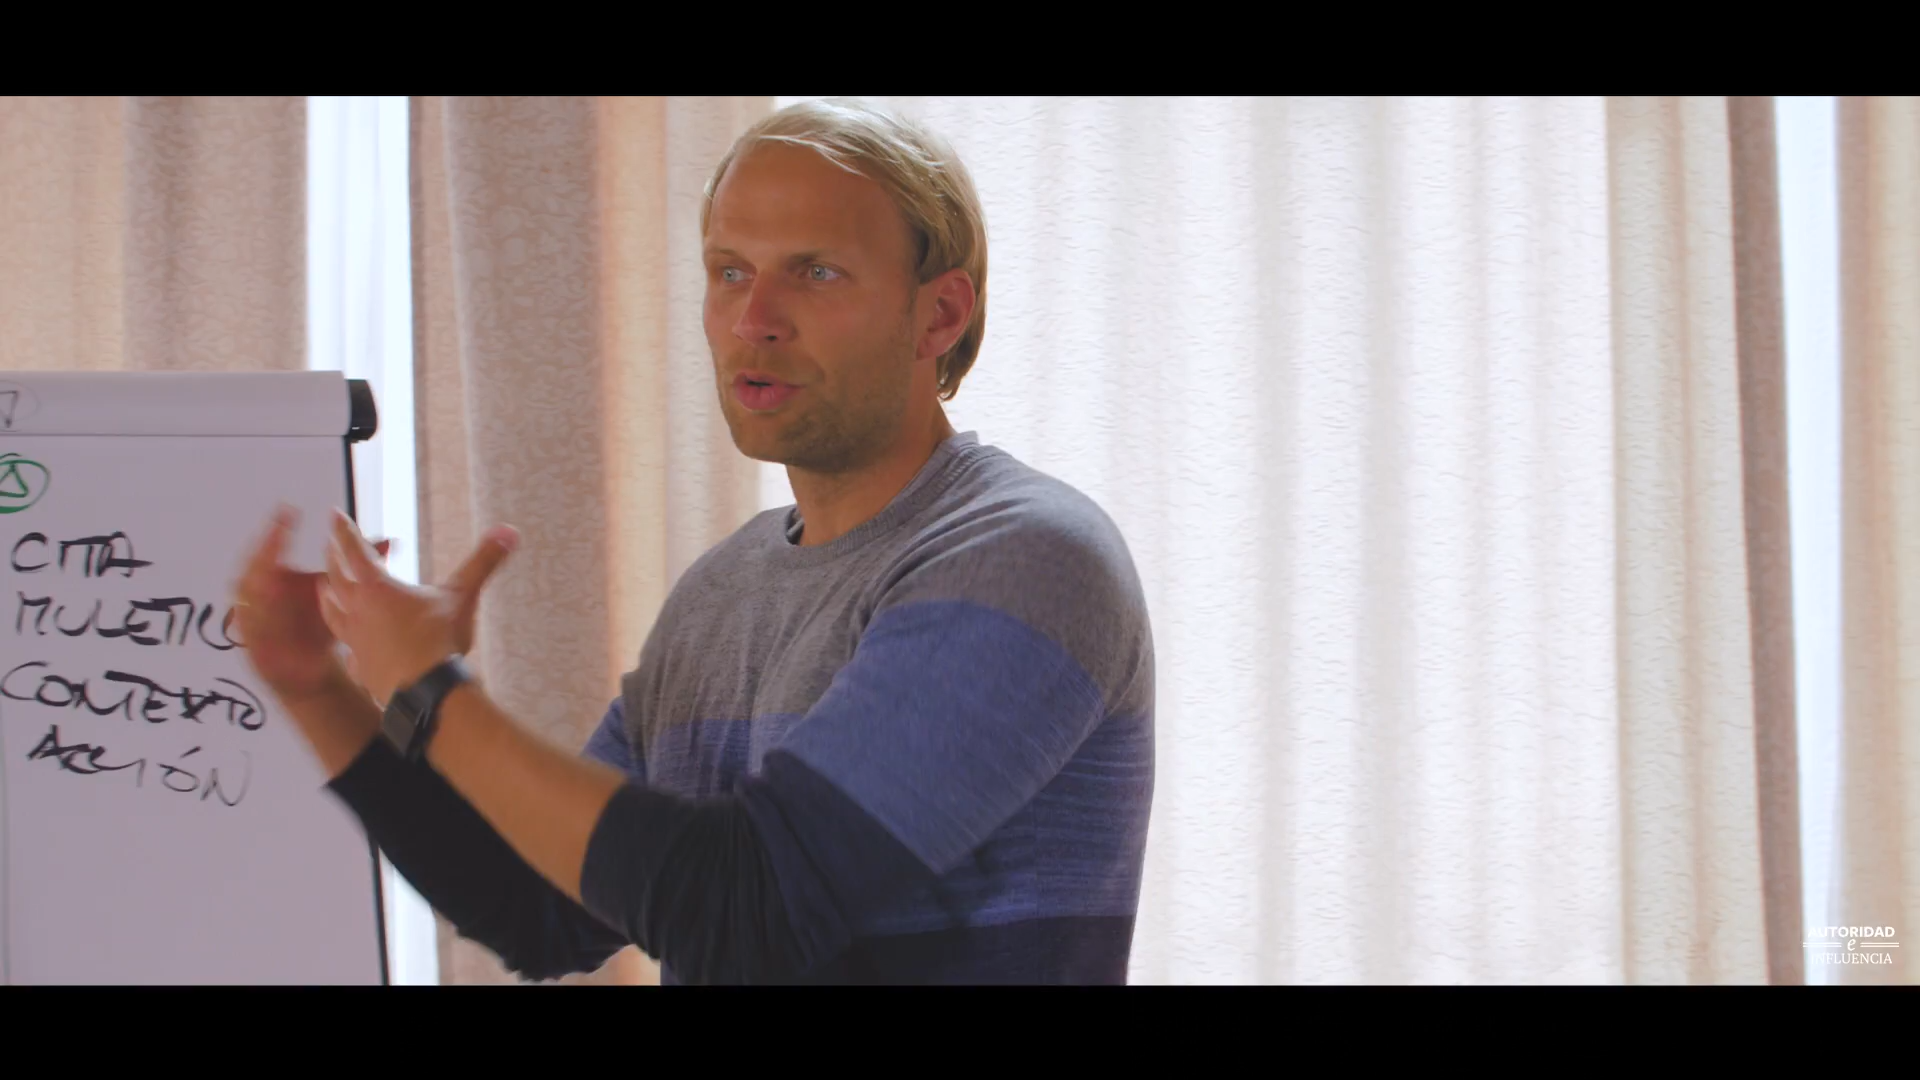 CITA
CONTEXTO
ACCIÓN
AUTORIDAD
e
INFLUENCIA